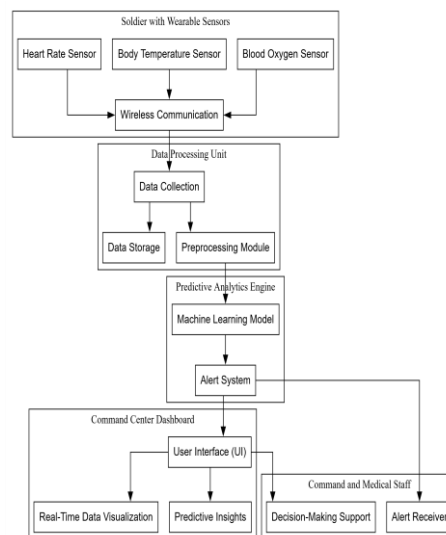 Soldier with Wearable Sensors
Heart Rate Sensor
Body Temperature Sensor
Blood Oxygen Sensor
Wireless Communication
Data Processing Unit
Data Collection
Data Storage
Preprocessing Module
Predictive Analytics Engine
Machine Learning Model
Alert System
Command Center Dashboard
User Interface (UI)
Command and Medical Staff
Real-Time Data Visualization
Predictive Insights
Decision-Making Support
Alert Receiver